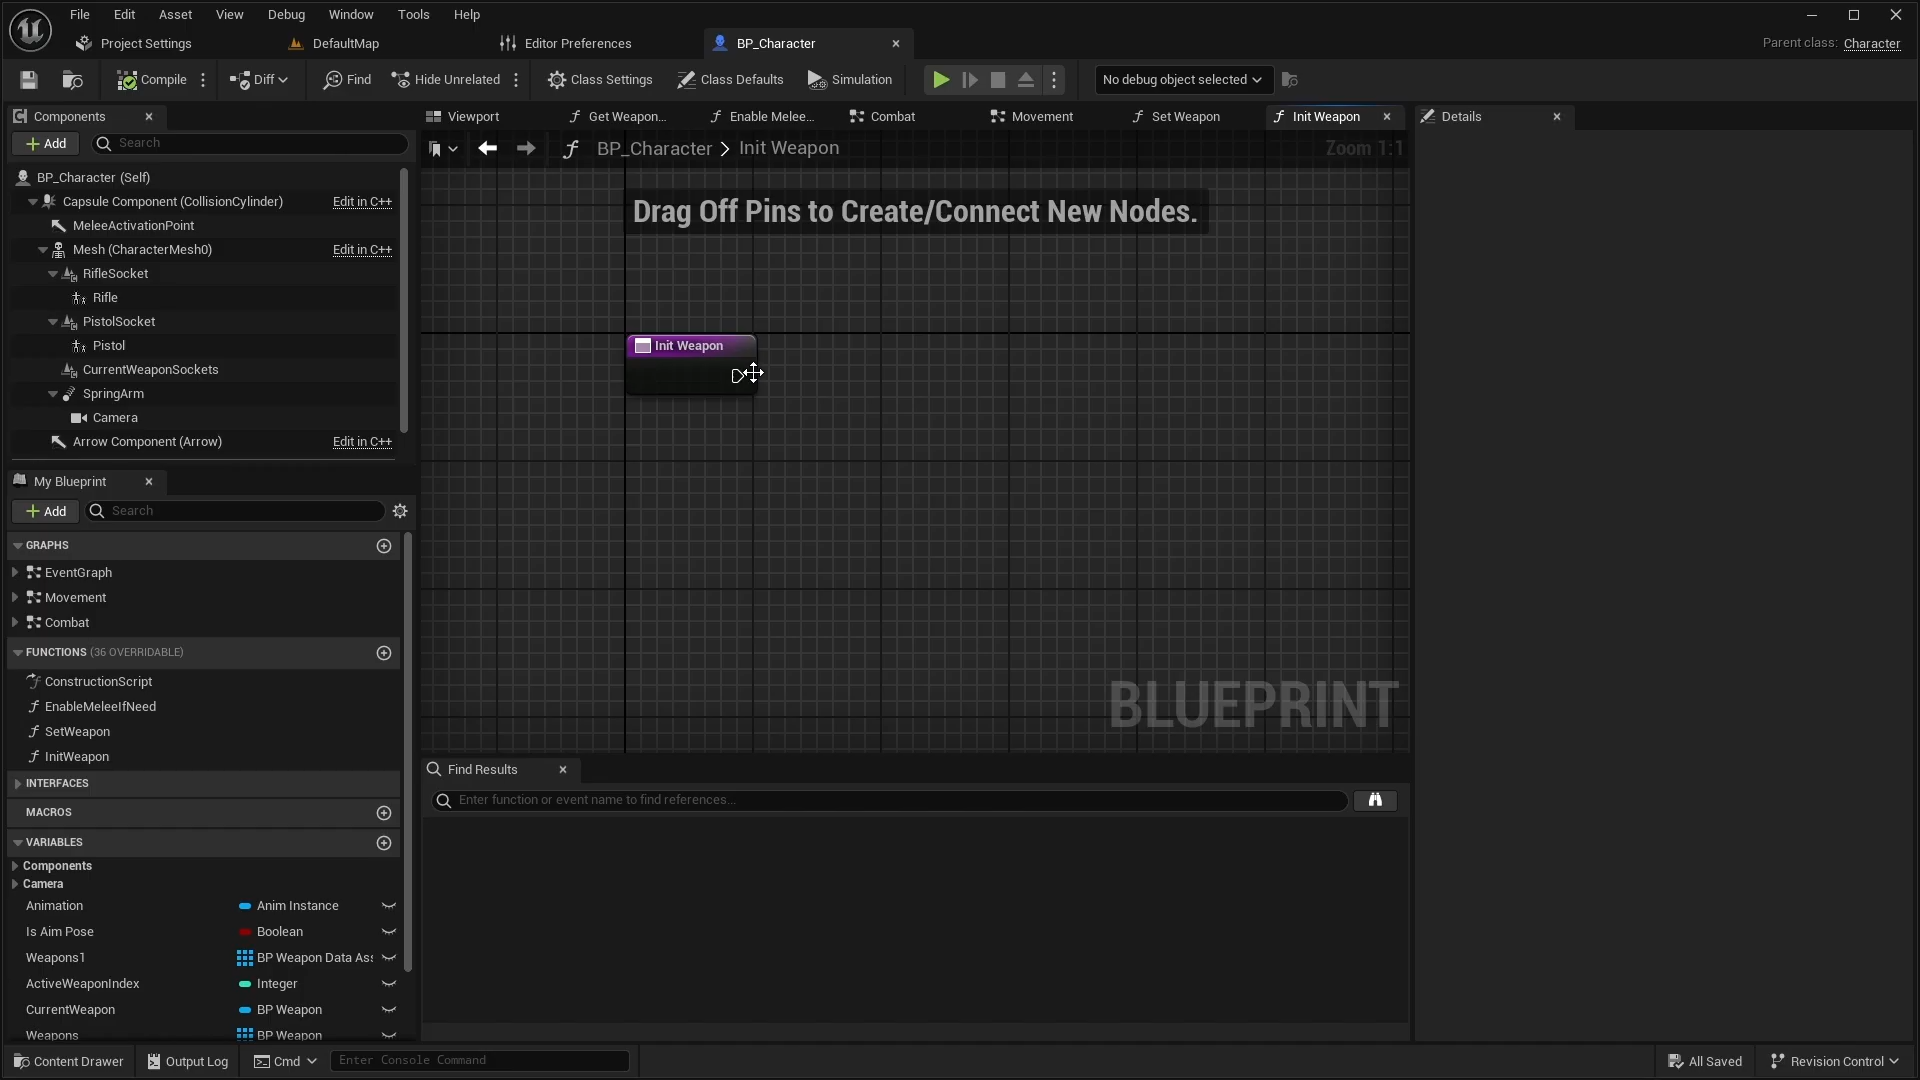 File Edit Asset View Debug Window Tools Help
Project Settings DefaultMap Editor Preferences BP_Character Parent class: Character
Compile Diff Find Hide Unrelated Class Settings Class Defaults Simulation No debug object selected
Components Viewport Get Weapon... Enable Melee... Combat Movement Set Weapon Init Weapon Details
Add Search BP_Character > Init Weapon Zoom 1:1
BP_Character (Self)
Capsule Component (CollisionCylinder) Edit in C++
MeleeActivationPoint
Mesh (CharacterMesh0) Edit in C++
RifleSocket
Rifle
PistolSocket
Pistol
CurrentWeaponSockets
SpringArm
Camera
Arrow Component (Arrow) Edit in C++
Drag Off Pins to Create/Connect New Nodes.
Init Weapon
BLUEPRINT
My Blueprint
Add Search
GRAPHS
EventGraph
Movement
Combat
FUNCTIONS (36 OVERRIDABLE)
ConstructionScript
EnableMeleeIfNeed
SetWeapon
InitWeapon
INTERFACES
MACROS
VARIABLES
Components
Camera
Animation Anim Instance
Is Aim Pose Boolean
Weapons1 BP Weapon Data Ass
ActiveWeaponIndex Integer
CurrentWeapon BP Weapon
Weapons BP Weapon
Find Results
Enter function or event name to find references...
Content Drawer Output Log Cmd Enter Console Command All Saved Revision Control